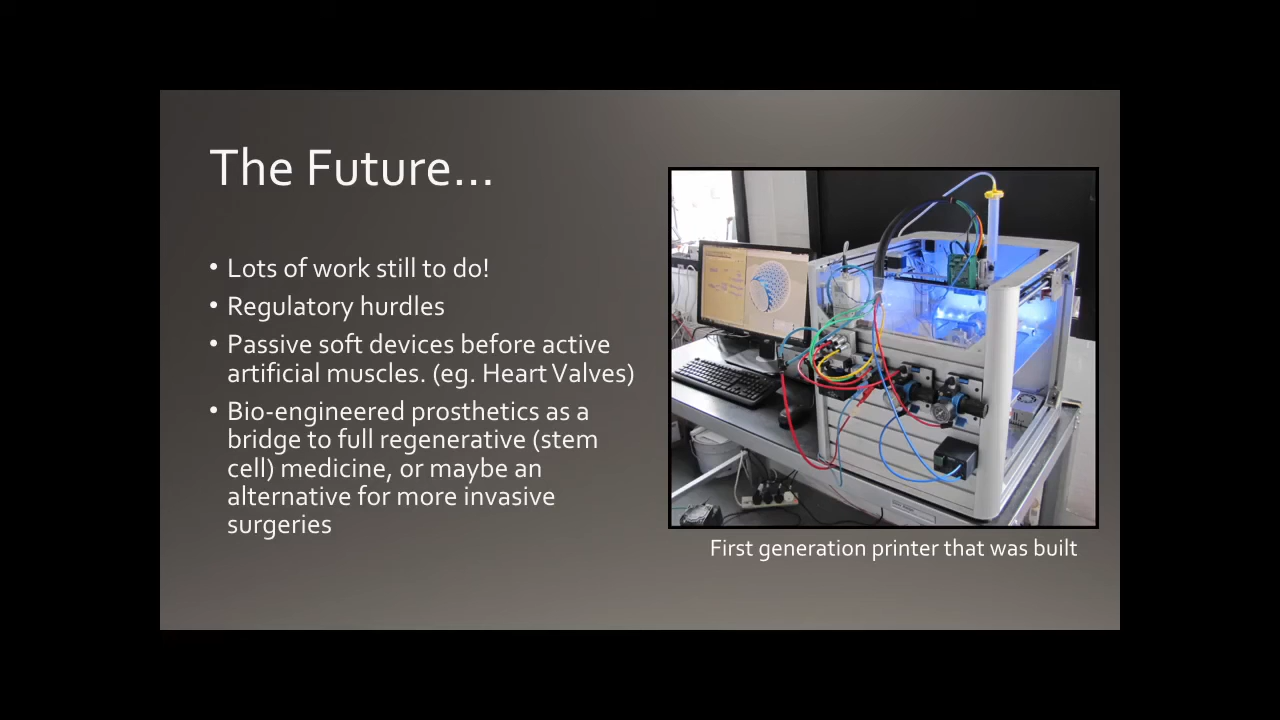 The Future…
• Lots of work still to do!
• Regulatory hurdles
• Passive soft devices before active
artificial muscles. (eg. Heart Valves)
• Bio-engineered prosthetics as a
bridge to full regenerative (stem
cell) medicine, or maybe an
alternative for more invasive
surgeries
First generation printer that was built